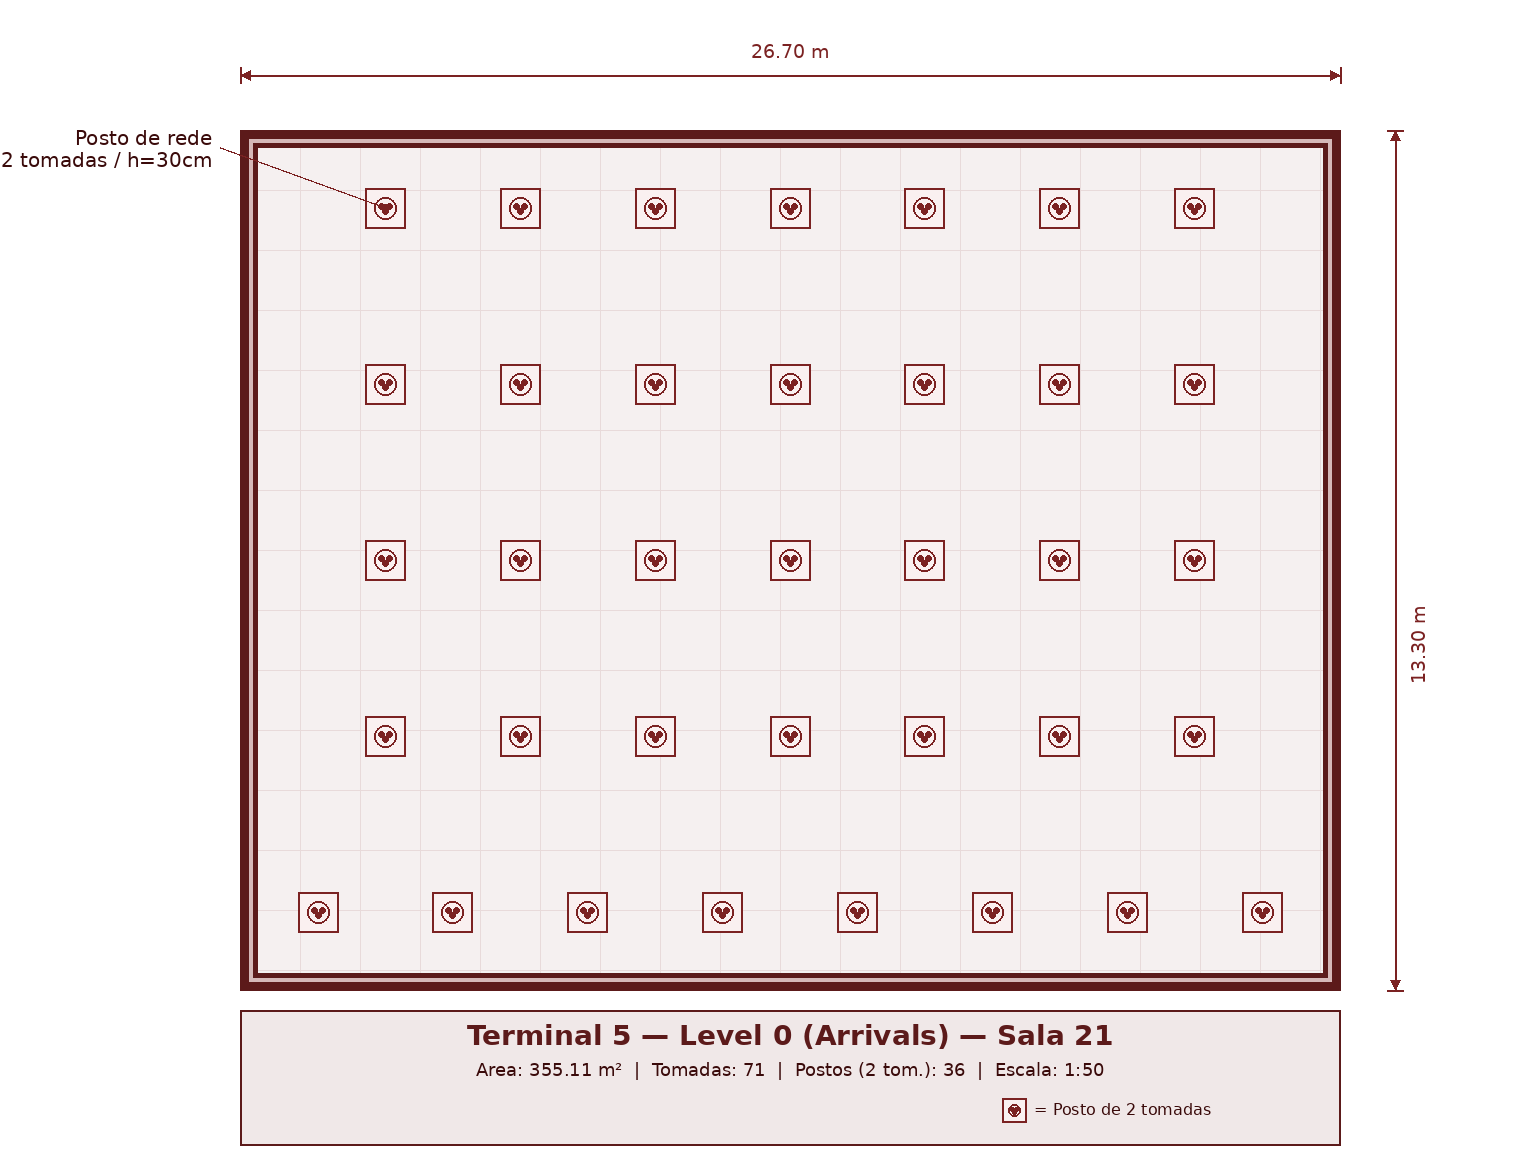 26.70 m
Posto de rede
2 tomadas / h=30cm
13.30 m
Terminal 5 — Level 0 (Arrivals) — Sala 21
Area: 355.11 m² | Tomadas: 71 | Postos (2 tom.): 36 | Escala: 1:50
= Posto de 2 tomadas